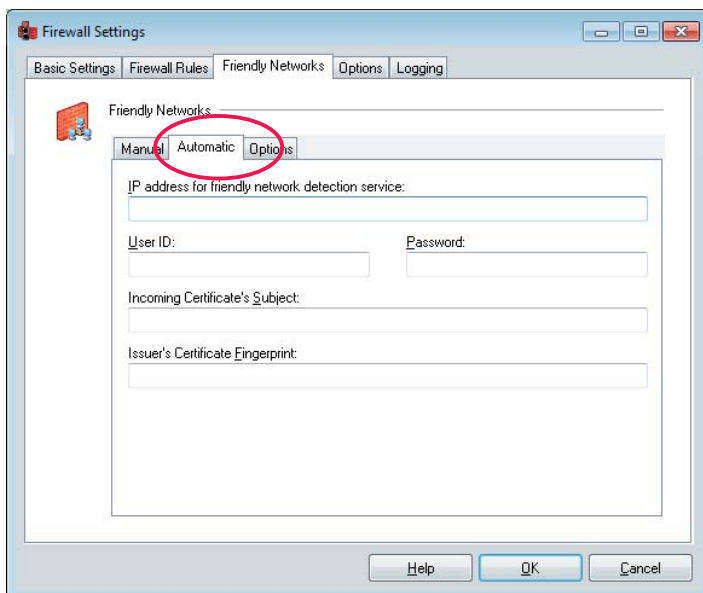 Firewall Settings
Basic Settings Firewall Rules Friendly Networks Options Logging
Friendly Networks
Manual Automatic Options
IP address for friendly network detection service:
User ID: Password:
Incoming Certificate's Subject:
Issuer's Certificate Fingerprint:
Help OK Cancel